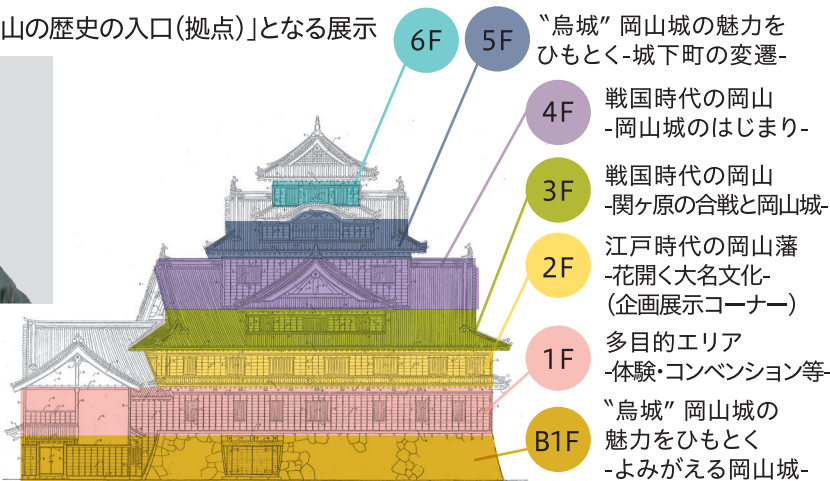 山の歴史の入口(拠点)」となる展示
6F
5F
〝烏城〟岡山城の魅力を
ひもとく-城下町の変遷-
4F
戦国時代の岡山
-岡山城のはじまり-
3F
戦国時代の岡山
-関ヶ原の合戦と岡山城-
2F
江戸時代の岡山藩
-花開く大名文化-
(企画展示コーナー)
1F
多目的エリア
-体験・コンベンション等-
B1F
〝烏城〟岡山城の
魅力をひもとく
-よみがえる岡山城-